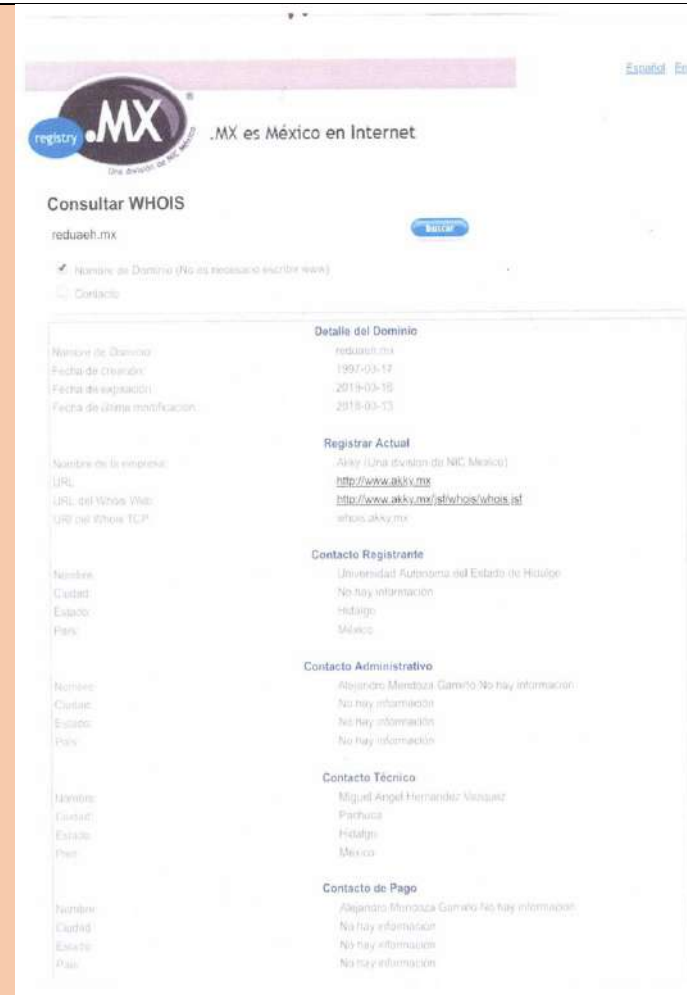 Español En
registry .MX ®
Una división de NIC México
.MX es México en Internet
Consultar WHOIS
reduaeh.mx
buscar
Nombre de Dominio (No es necesario escribir www)
Contacto
Detalle del Dominio
Nombre de Dominio: reduaeh.mx
Fecha de creación: 1997-03-17
Fecha de expiración: 2019-03-16
Fecha de última modificación: 2018-03-13
Registrar Actual
Nombre de la empresa: Akky (Una division de NIC Mexico)
URL: http://www.akky.mx
URL del Whois Web: http://www.akky.mx/jsf/whois/whois.jsf
URI del Whois TCP: whois.akky.mx
Contacto Registrante
Nombre: Universidad Autonoma del Estado de Hidalgo
Ciudad: No hay información
Estado: Hidalgo
País: México
Contacto Administrativo
Nombre: Alejandro Mendoza Gamiño No hay información
Ciudad: No hay información
Estado: No hay información
País: No hay información
Contacto Técnico
Nombre: Miguel Angel Hernandez
Ciudad: Pachuca
Estado: Hidalgo
País: México
Contacto de Pago
Nombre: Alejandro Mendoza Gamiño No hay información
Ciudad: No hay información
Estado: No hay información
País: No hay información